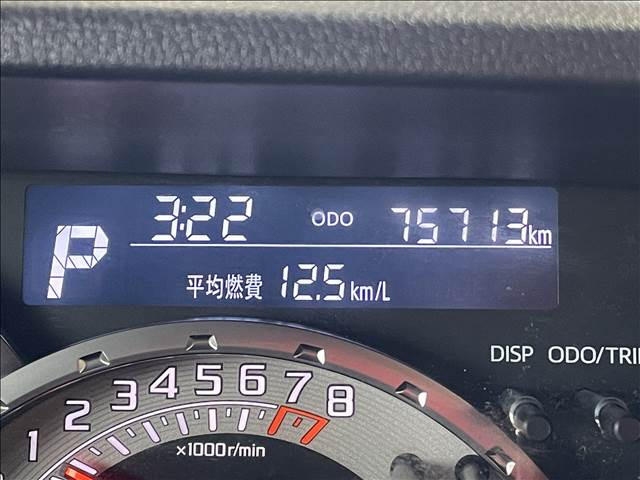 3:22 ODO 75713km
P
平均燃費 12.5km/L
DISP ODO/TRI
1 2 3 4 5 6 7 8
×1000r/min